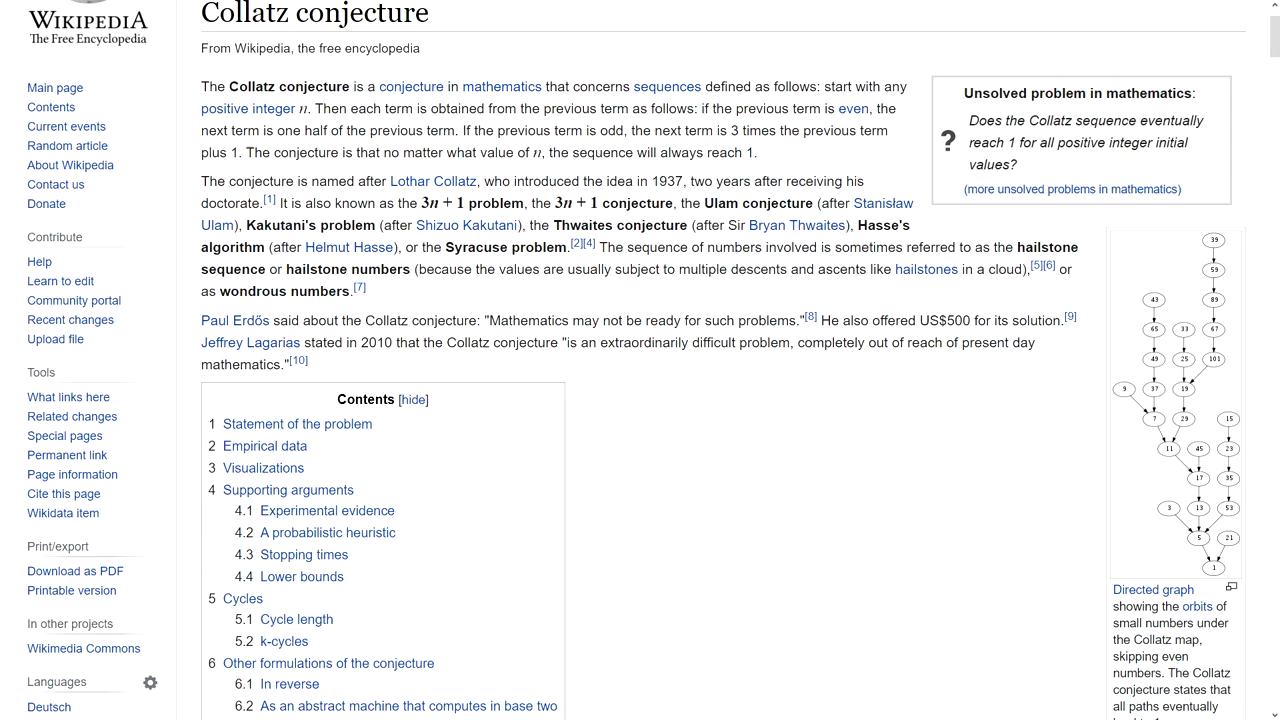 WIKIPEDIA
The Free Encyclopedia
Main page
Contents
Current events
Random article
About Wikipedia
Contact us
Donate
Contribute
Help
Learn to edit
Community portal
Recent changes
Upload file
Tools
What links here
Related changes
Special pages
Permanent link
Page information
Cite this page
Wikidata item
Print/export
Download as PDF
Printable version
In other projects
Wikimedia Commons
Languages
Deutsch
Collatz conjecture
From Wikipedia, the free encyclopedia
The Collatz conjecture is a conjecture in mathematics that concerns sequences defined as follows: start with any
positive integer n. Then each term is obtained from the previous term as follows: if the previous term is even, the
next term is one half of the previous term. If the previous term is odd, the next term is 3 times the previous term
plus 1. The conjecture is that no matter what value of n, the sequence will always reach 1.
The conjecture is named after Lothar Collatz, who introduced the idea in 1937, two years after receiving his
doctorate.[1] It is also known as the 3n + 1 problem, the 3n + 1 conjecture, the Ulam conjecture (after Stanisław
Ulam), Kakutani's problem (after Shizuo Kakutani), the Thwaites conjecture (after Sir Bryan Thwaites), Hasse's
algorithm (after Helmut Hasse), or the Syracuse problem.[2][4] The sequence of numbers involved is sometimes referred to as the hailstone
sequence or hailstone numbers (because the values are usually subject to multiple descents and ascents like hailstones in a cloud),[5][6] or
as wondrous numbers.[7]
Paul Erdős said about the Collatz conjecture: "Mathematics may not be ready for such problems."[8] He also offered US$500 for its solution.[9]
Jeffrey Lagarias stated in 2010 that the Collatz conjecture "is an extraordinarily difficult problem, completely out of reach of present day
mathematics."[10]
Contents [hide]
1 Statement of the problem
2 Empirical data
3 Visualizations
4 Supporting arguments
4.1 Experimental evidence
4.2 A probabilistic heuristic
4.3 Stopping times
4.4 Lower bounds
5 Cycles
5.1 Cycle length
5.2 k-cycles
6 Other formulations of the conjecture
6.1 In reverse
6.2 As an abstract machine that computes in base two
Unsolved problem in mathematics:
?
Does the Collatz sequence eventually
reach 1 for all positive integer initial
values?
(more unsolved problems in mathematics)
39
59
43 89
65 33 67
49 25 101
9 37 19
7 29 15
11 45 23
17 35
3 13 53
5 21
1
Directed graph
showing the orbits of
small numbers under
the Collatz map,
skipping even
numbers. The Collatz
conjecture states that
all paths eventually